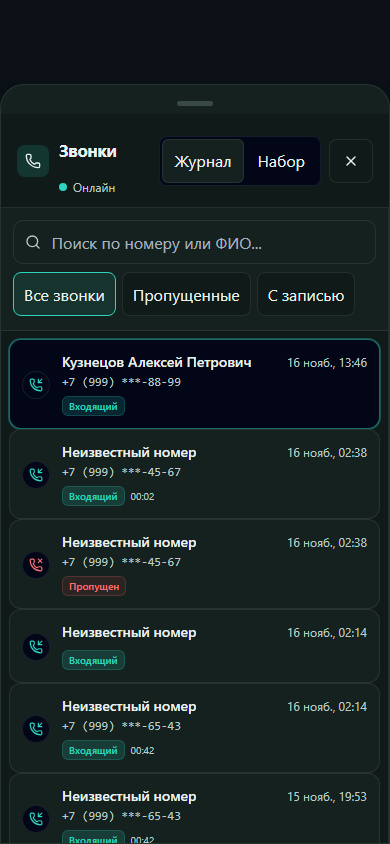 Звонки
Онлайн
Журнал
Набор
Поиск по номеру или ФИО...
Все звонки
Пропущенные
С записью
Кузнецов Алексей Петрович 16 нояб., 13:46
+7 (999) ***-88-99
Входящий
Неизвестный номер 16 нояб., 02:38
+7 (999) ***-45-67
Входящий 00:02
Неизвестный номер 16 нояб., 02:38
+7 (999) ***-45-67
Пропущен
Неизвестный номер 16 нояб., 02:14
Входящий
Неизвестный номер 16 нояб., 02:14
+7 (999) ***-65-43
Входящий 00:42
Неизвестный номер 15 нояб., 19:53
+7 (999) ***-65-43
Входящий 00:42